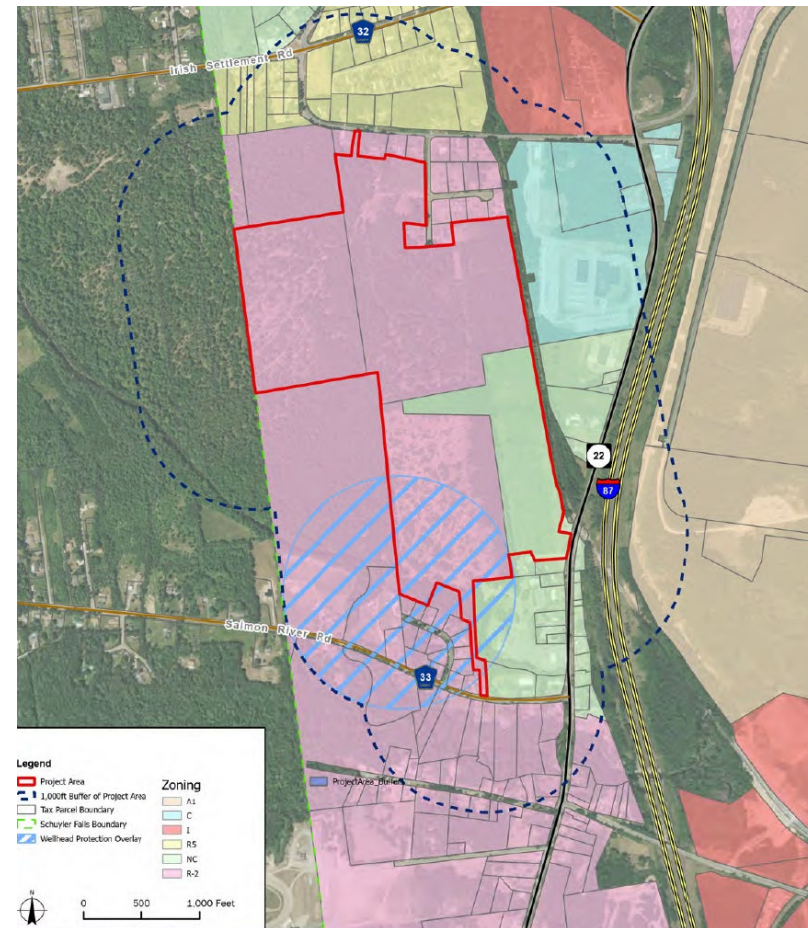 32
Irish Settlement Rd
22
87
Salmon River Rd
33
Legend
Project Area
1,000ft Buffer of Project Area
Tax Parcel Boundary
Schuyler Falls Boundary
Wellhead Protection Overlay
Zoning
A1
C
I
R5
NC
R-2
ProjectArea_Buffer
N
0 500 1,000 Feet